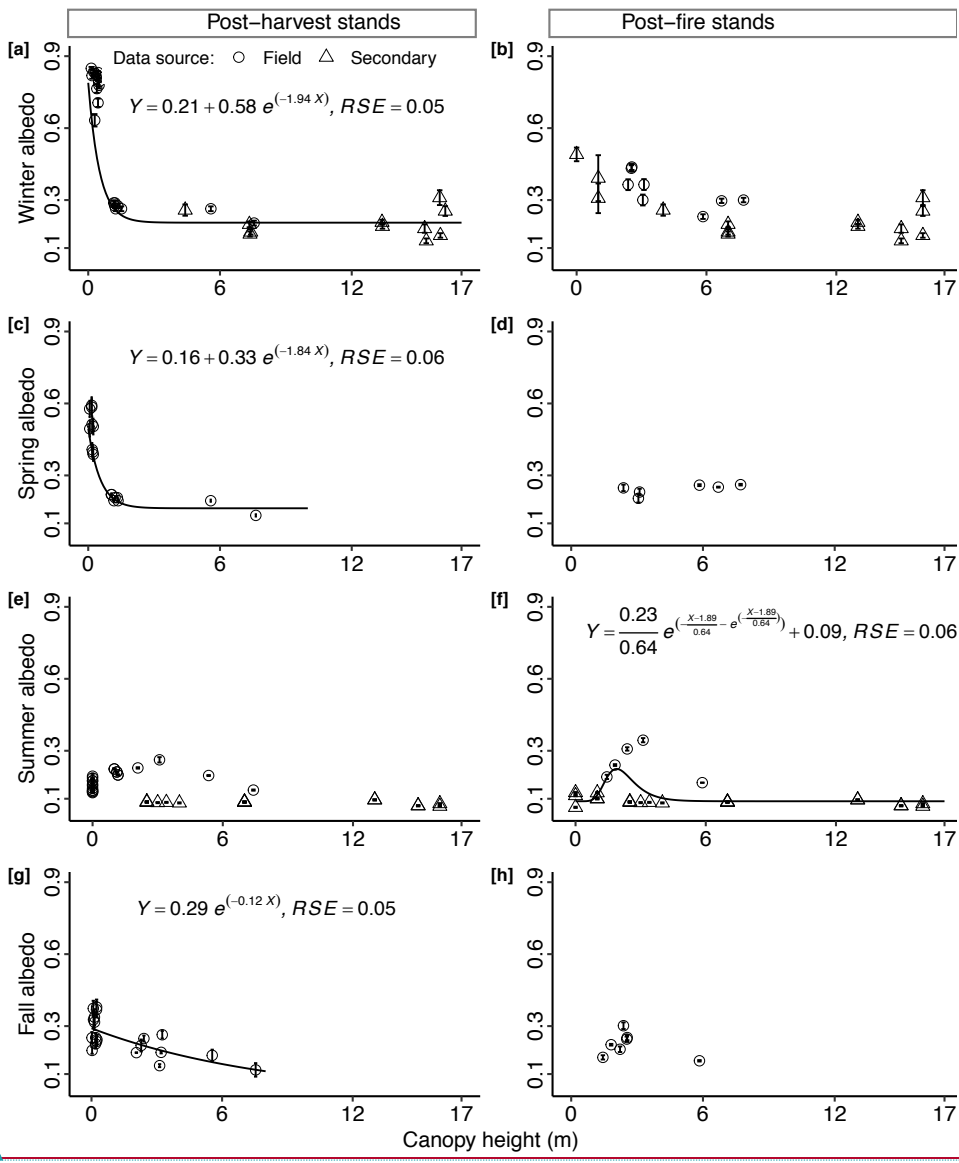 Post–harvest stands
Post–fire stands
[a]
Data source: Field Secondary
Y = 0.21 + 0.58 e^(−1.94 X), RSE = 0.05
Winter albedo
0.9
0.6
0.3
0.1
0 6 12 17
[b]
0.9
0.6
0.3
0.1
0 6 12 17
[c]
Y = 0.16 + 0.33 e^(−1.84 X), RSE = 0.06
Spring albedo
0.9
0.6
0.3
0.1
0 6 12 17
[d]
0.9
0.6
0.3
0.1
0 6 12 17
[e]
Summer albedo
0.9
0.6
0.3
0.1
0 6 12 17
[f]
Y = 0.23/0.64 e^(−(X−1.89)/0.64 − e^(−(X−1.89)/0.64)) + 0.09, RSE = 0.06
0.9
0.6
0.3
0.1
0 6 12 17
[g]
Y = 0.29 e^(−0.12 X), RSE = 0.05
Fall albedo
0.9
0.6
0.3
0.1
0 6 12 17
[h]
0.9
0.6
0.3
0.1
0 6 12 17
Canopy height (m)